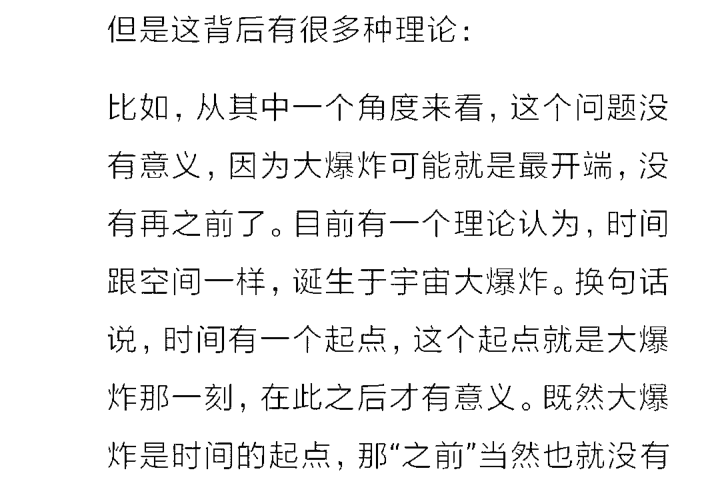 但是这背后有很多种理论：
比如，从其中一个角度来看，这个问题没
有意义，因为大爆炸可能就是最开端，没
有再之前了。目前有一个理论认为，时间
跟空间一样，诞生于宇宙大爆炸。换句话
说，时间有一个起点，这个起点就是大爆
炸那一刻，在此之后才有意义。既然大爆
炸是时间的起点，那“之前”当然也就没有